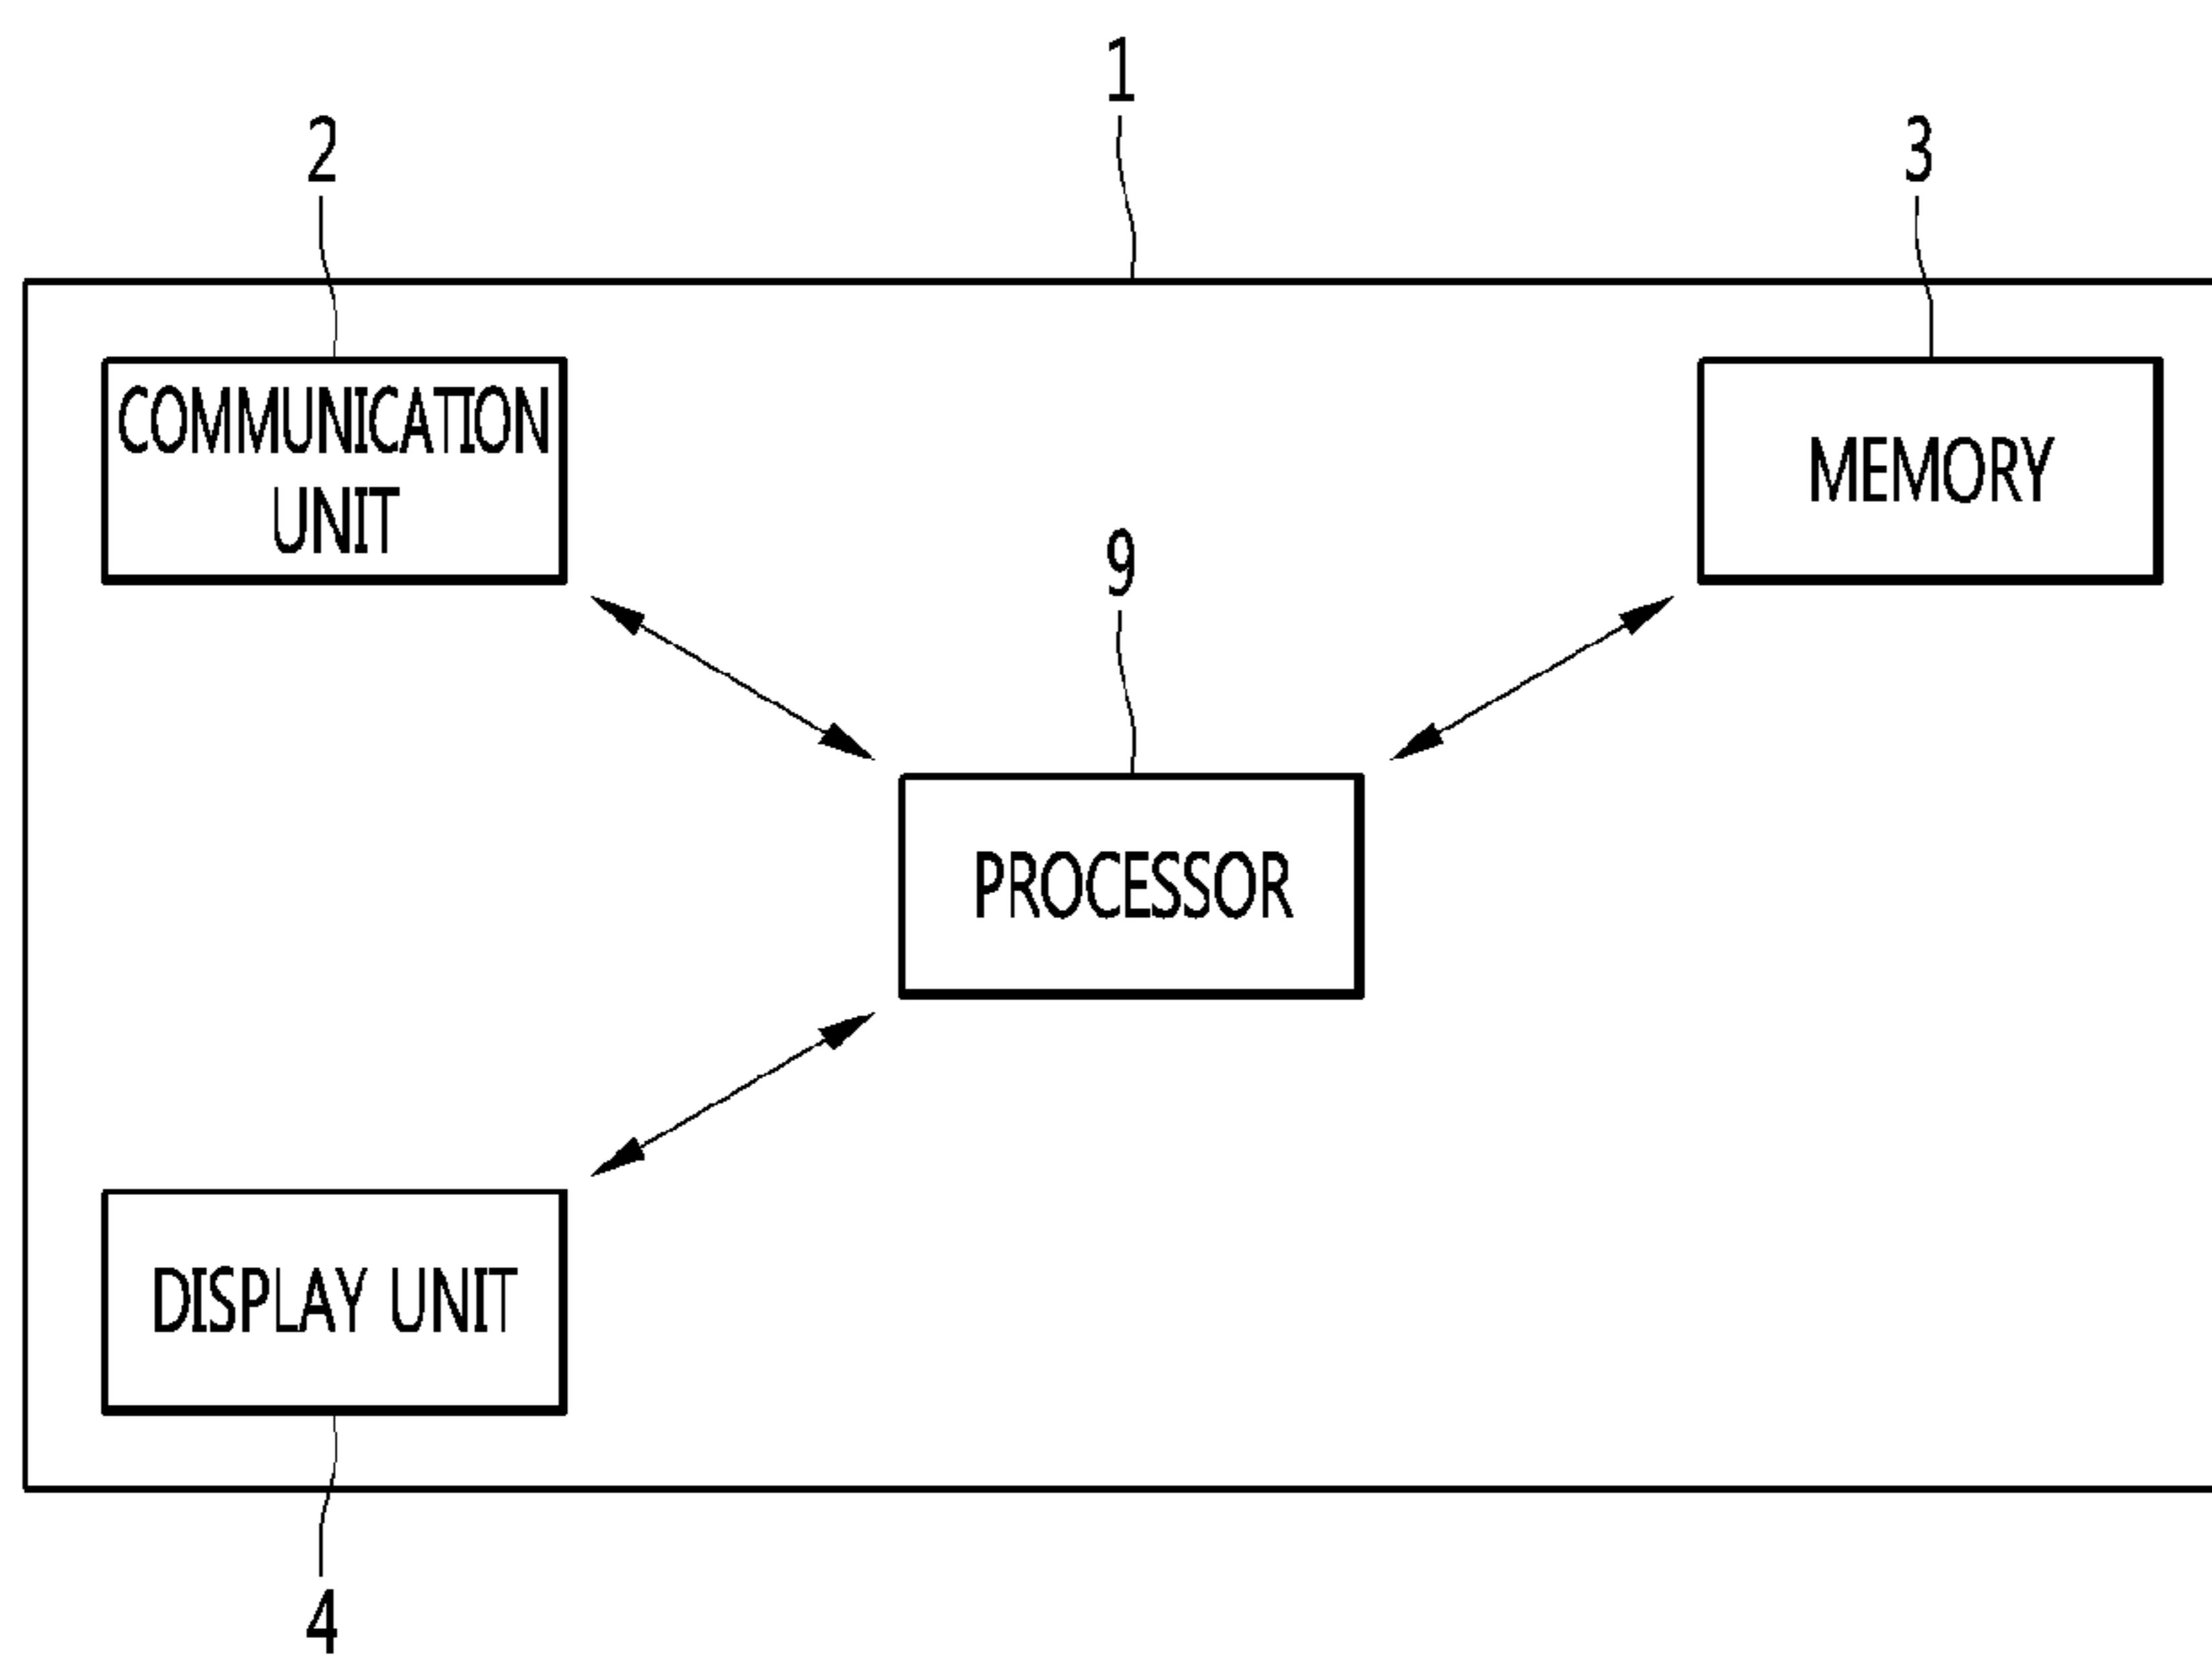 1
2
3
COMMUNICATION
UNIT
MEMORY
9
PROCESSOR
DISPLAY UNIT
4